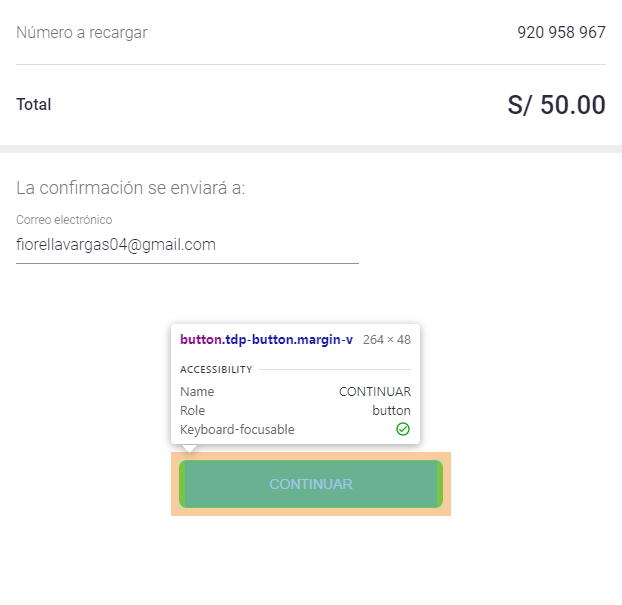 Número a recargar 920 958 967
Total S/ 50.00
La confirmación se enviará a:
Correo electrónico
fiorellavargas04@gmail.com
button.tdp-button.margin-v 264 × 48
ACCESSIBILITY
Name CONTINUAR
Role button
Keyboard-focusable
CONTINUAR